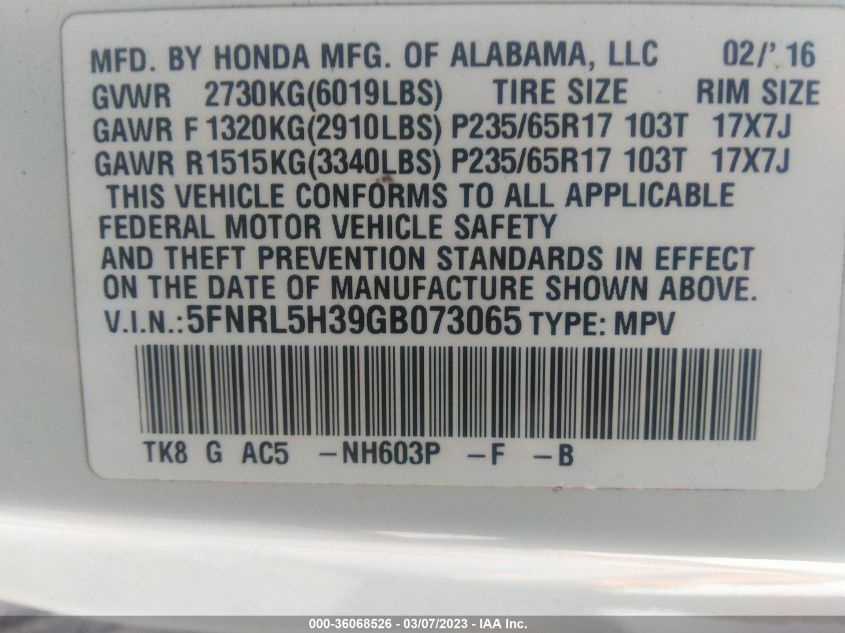 MFD. BY HONDA MFG. OF ALABAMA, LLC 02/' 16
GVWR 2730KG(6019LBS) TIRE SIZE RIM SIZE
GAWR F 1320KG(2910LBS) P235/65R17 103T 17X7J
GAWR R1515KG(3340LBS) P235/65R17 103T 17X7J
THIS VEHICLE CONFORMS TO ALL APPLICABLE
FEDERAL MOTOR VEHICLE SAFETY
AND THEFT PREVENTION STANDARDS IN EFFECT
ON THE DATE OF MANUFACTURE SHOWN ABOVE.
V.I.N.:5FNRL5H39GB073065 TYPE: MPV
TK8 G AC5 -NH603P -F -B
000-36068526 - 03/07/2023 - IAA Inc.